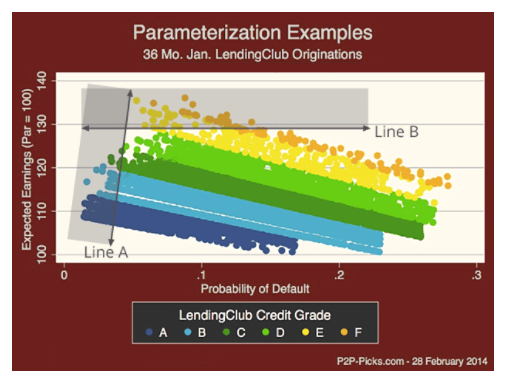 Parameterization Examples
36 Mo. Jan. LendingClub Originations
Expected Earnings (Par = 100)
140
130
120
110
100
Line B
Line A
0
.1
.2
.3
Probability of Default
LendingClub Credit Grade
A B C D E F
P2P-Picks.com - 28 February 2014